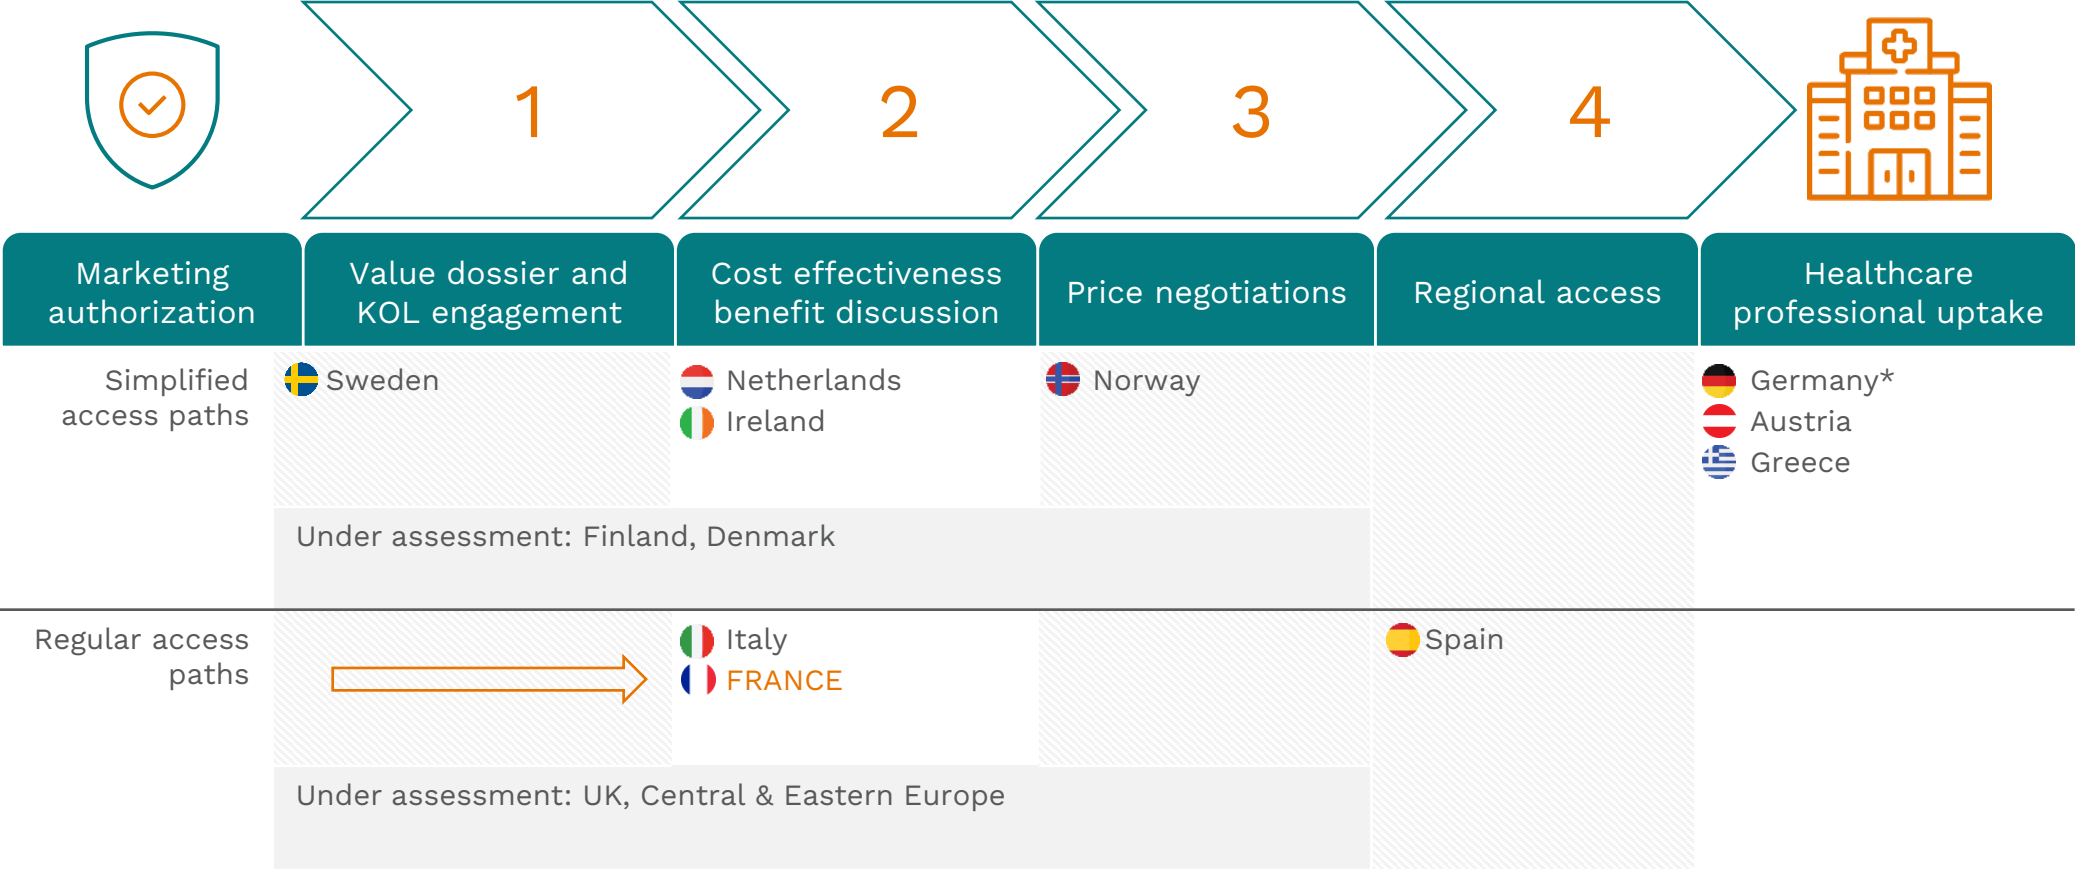 1
2
3
4
Marketing
authorization
Value dossier and
KOL engagement
Cost effectiveness
benefit discussion
Price negotiations
Regional access
Healthcare
professional uptake
Simplified
access paths
Sweden
Netherlands
Ireland
Norway
Germany*
Austria
Greece
Under assessment: Finland, Denmark
Regular access
paths
Italy
FRANCE
Spain
Under assessment: UK, Central & Eastern Europe